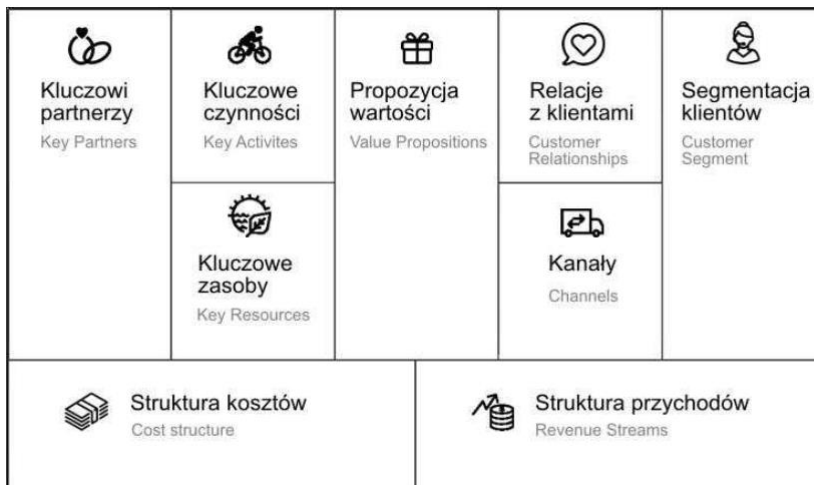 Kluczowi
partnerzy
Key Partners
Kluczowe
czynności
Key Activites
Kluczowe
zasoby
Key Resources
Propozycja
wartości
Value Propositions
Relacje
z klientami
Customer
Relationships
Kanały
Channels
Segmentacja
klientów
Customer
Segment
Struktura kosztów
Cost structure
Struktura przychodów
Revenue Streams